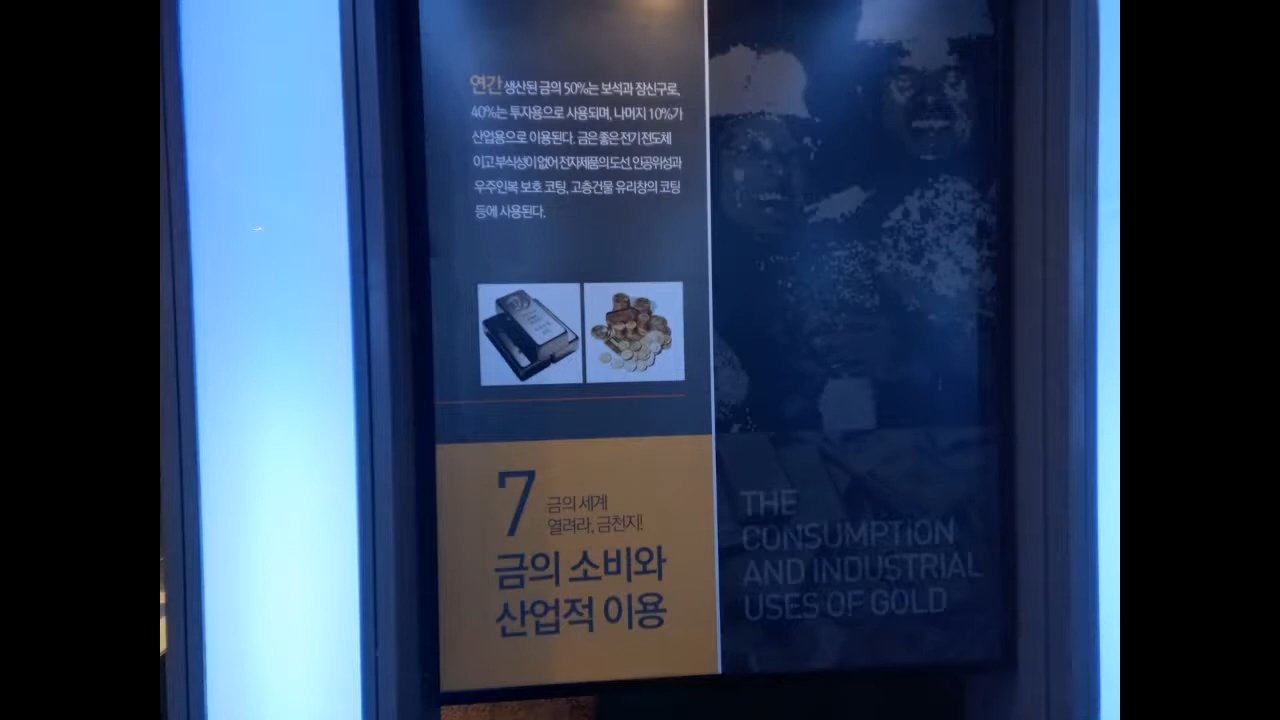 연간 생산된 금의 50%는 보석과 장신구로,
40%는 투자용으로 사용되며, 나머지 10%가
산업용으로 이용된다. 금은 좋은 전기 전도체
이고 부식성이 없어 전자제품의 도선, 인공위성과
우주인복 보호 코팅, 고층건물 유리창의 코팅
등에 사용된다.
7
금의 세계
열려라, 금천지!
금의 소비와
산업적 이용
THE
CONSUMPTION
AND INDUSTRIAL
USES OF GOLD